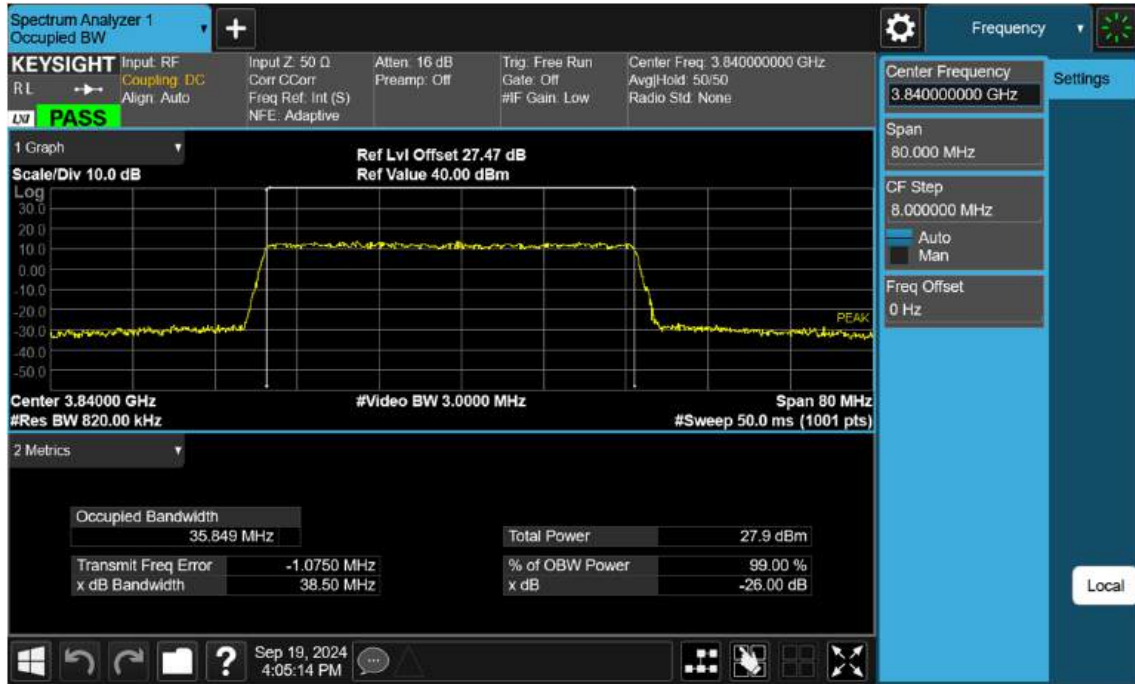 Spectrum Analyzer 1
Occupied BW
+
Frequency
KEYSIGHT
R L
LXI
PASS
Input: RF
Coupling: DC
Align: Auto
Input Z: 50 Ω
Corr CCorr
Freq Ref: Int (S)
NFE: Adaptive
Atten: 16 dB
Preamp: Off
Trig: Free Run
Gate: Off
#IF Gain: Low
Center Freq: 3.840000000 GHz
Avg|Hold: 50/50
Radio Std: None
1 Graph
Scale/Div 10.0 dB
Ref Lvl Offset 27.47 dB
Ref Value 40.00 dBm
Log
30.0
20.0
10.0
0.00
-10.0
-20.0
-30.0
-40.0
-50.0
PEAK
Center 3.84000 GHz
#Res BW 820.00 kHz
#Video BW 3.0000 MHz
Span 80 MHz
#Sweep 50.0 ms (1001 pts)
2 Metrics
Occupied Bandwidth
35.849 MHz
Transmit Freq Error -1.0750 MHz
x dB Bandwidth 38.50 MHz
Total Power 27.9 dBm
% of OBW Power 99.00 %
x dB -26.00 dB
Center Frequency
3.840000000 GHz
Span
80.000 MHz
CF Step
8.000000 MHz
Auto
Man
Freq Offset
0 Hz
Settings
Local
?
Sep 19, 2024
4:05:14 PM